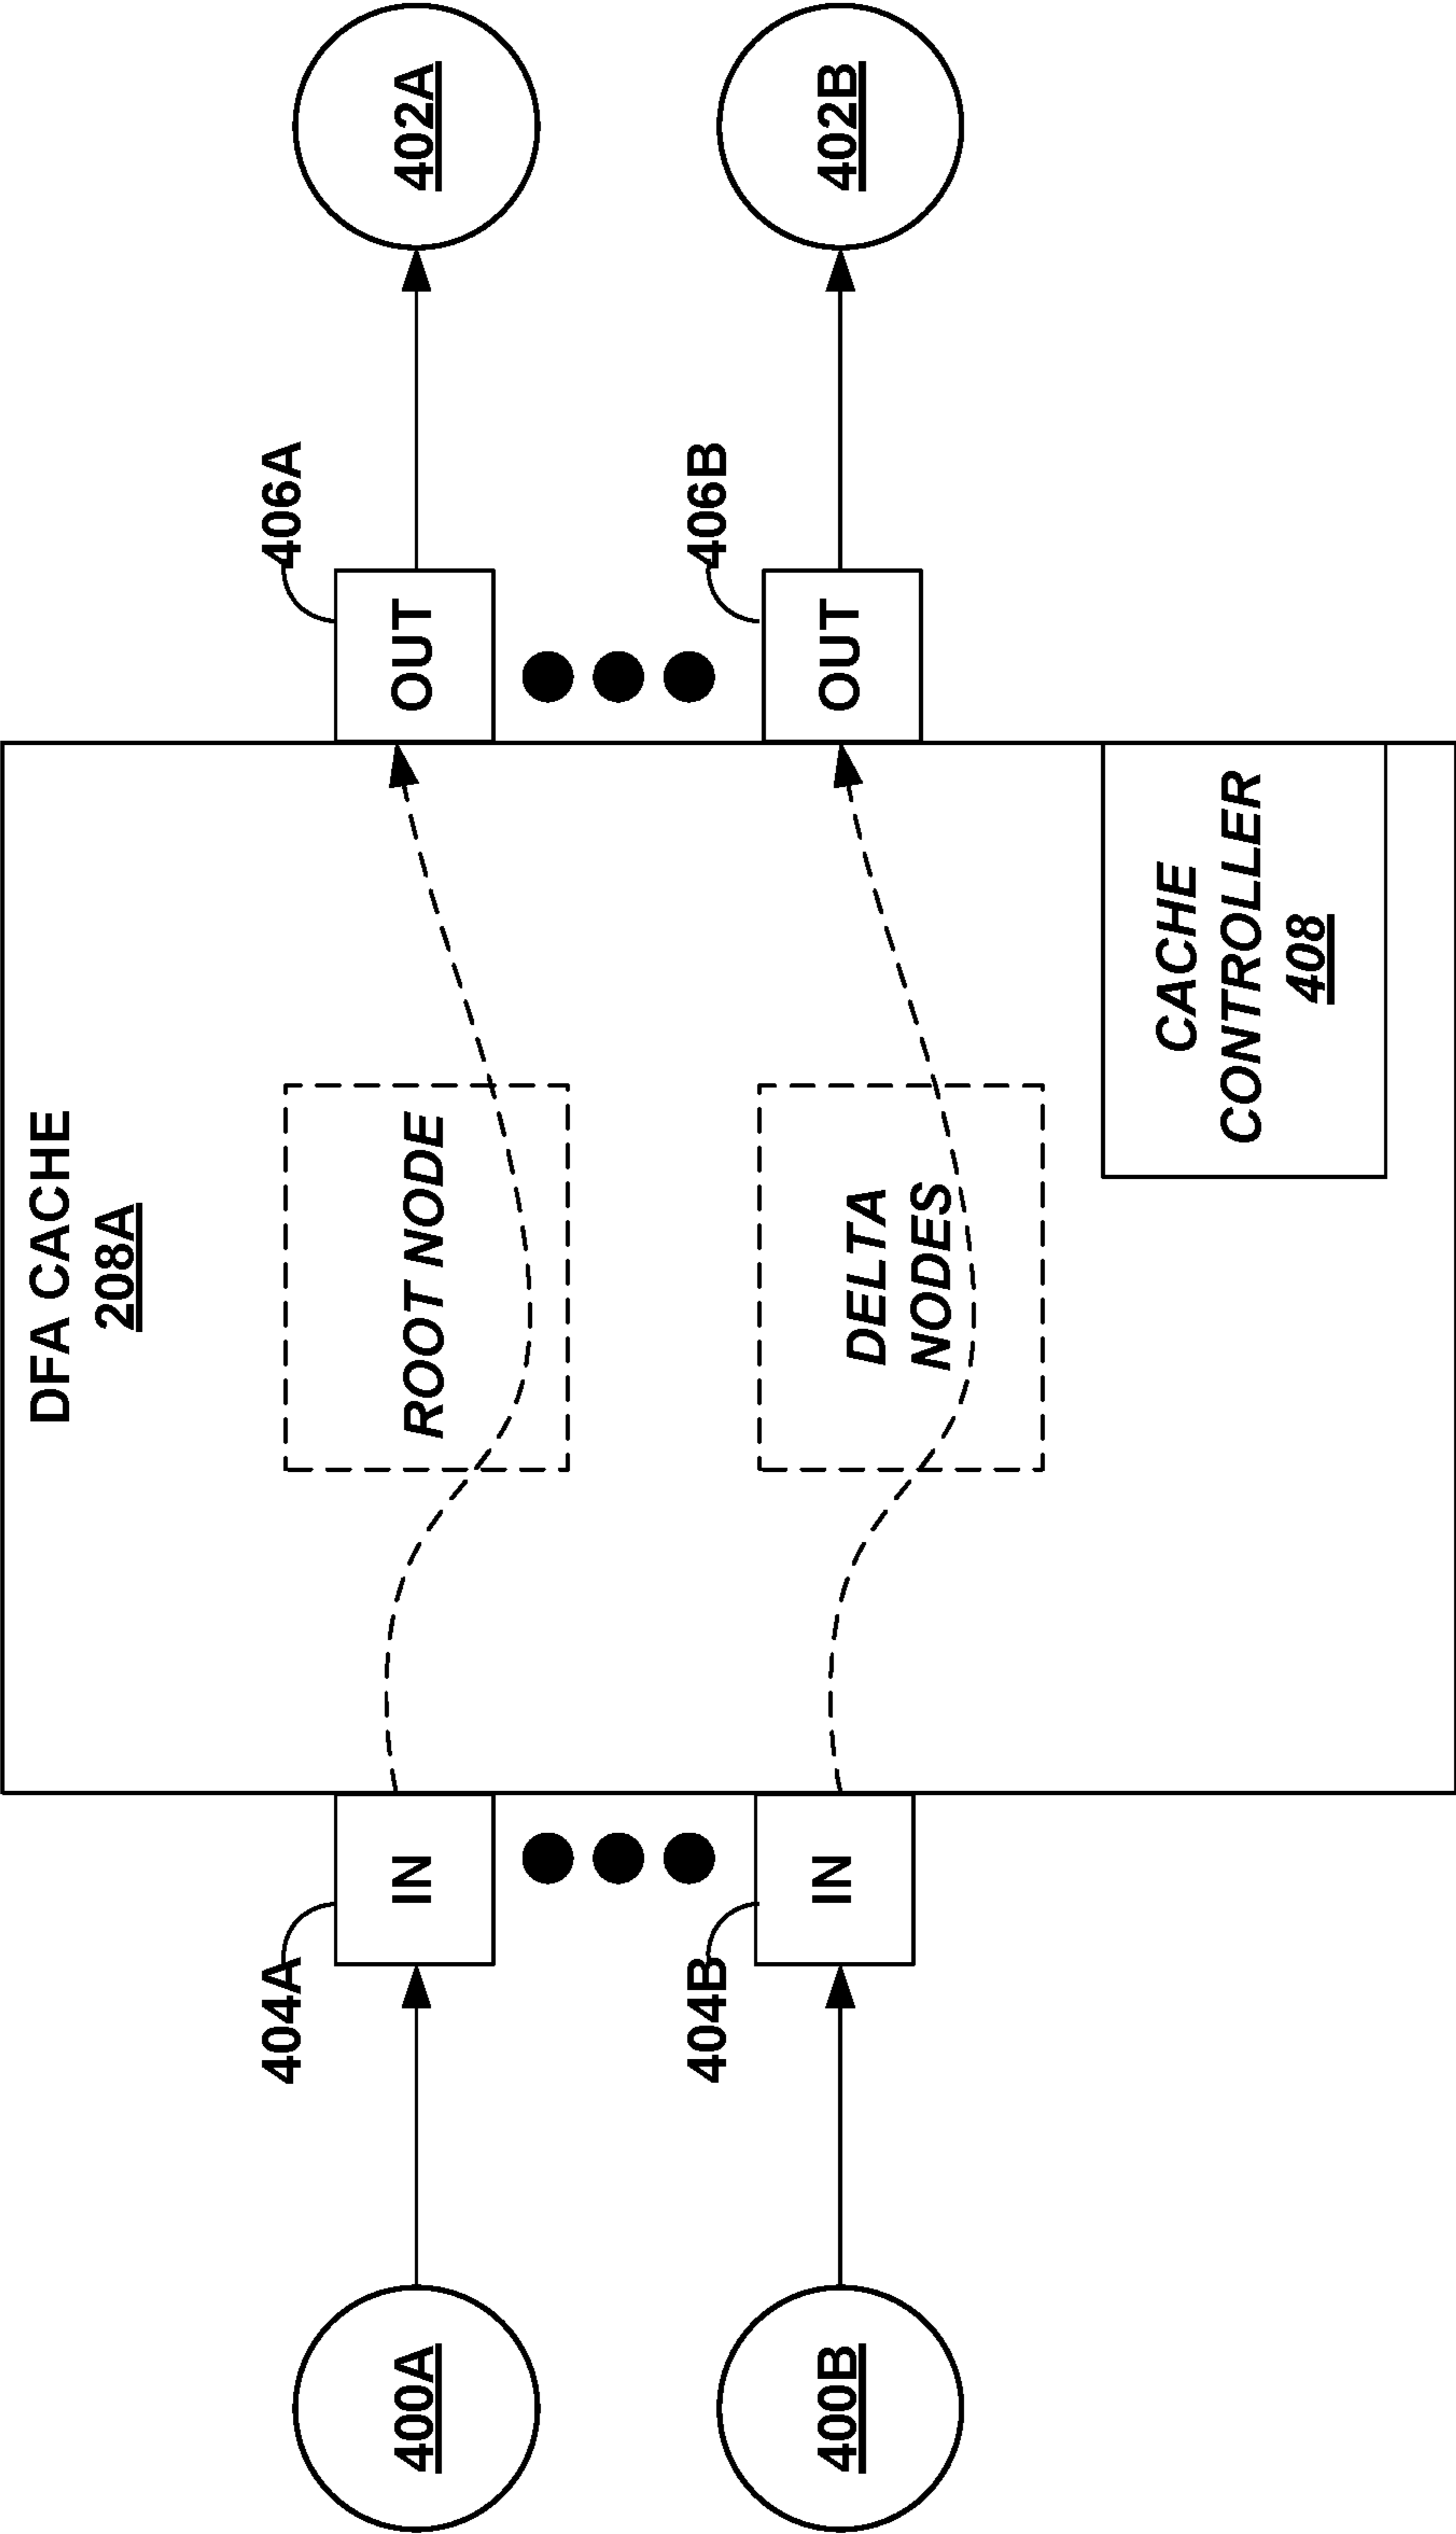 DFA CACHE
208A
404A
406A
400A
IN
ROOT NODE
OUT
402A
404B
406B
400B
IN
DELTA
NODES
OUT
402B
CACHE
CONTROLLER
408